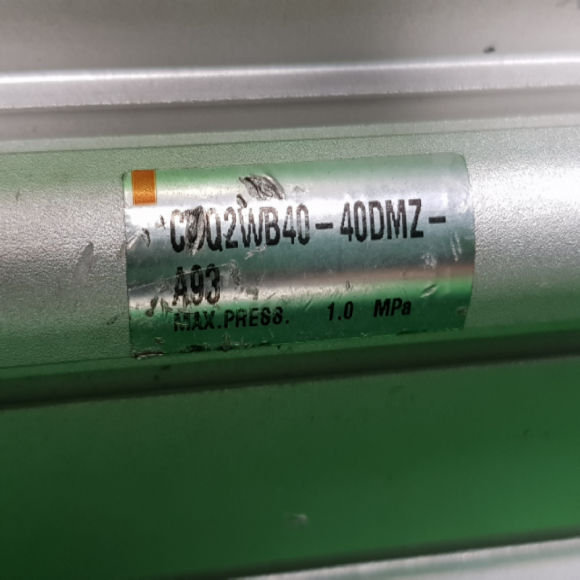 CDQ2WB40-40DMZ-
A93
MAX.PRESS. 1.0 MPa